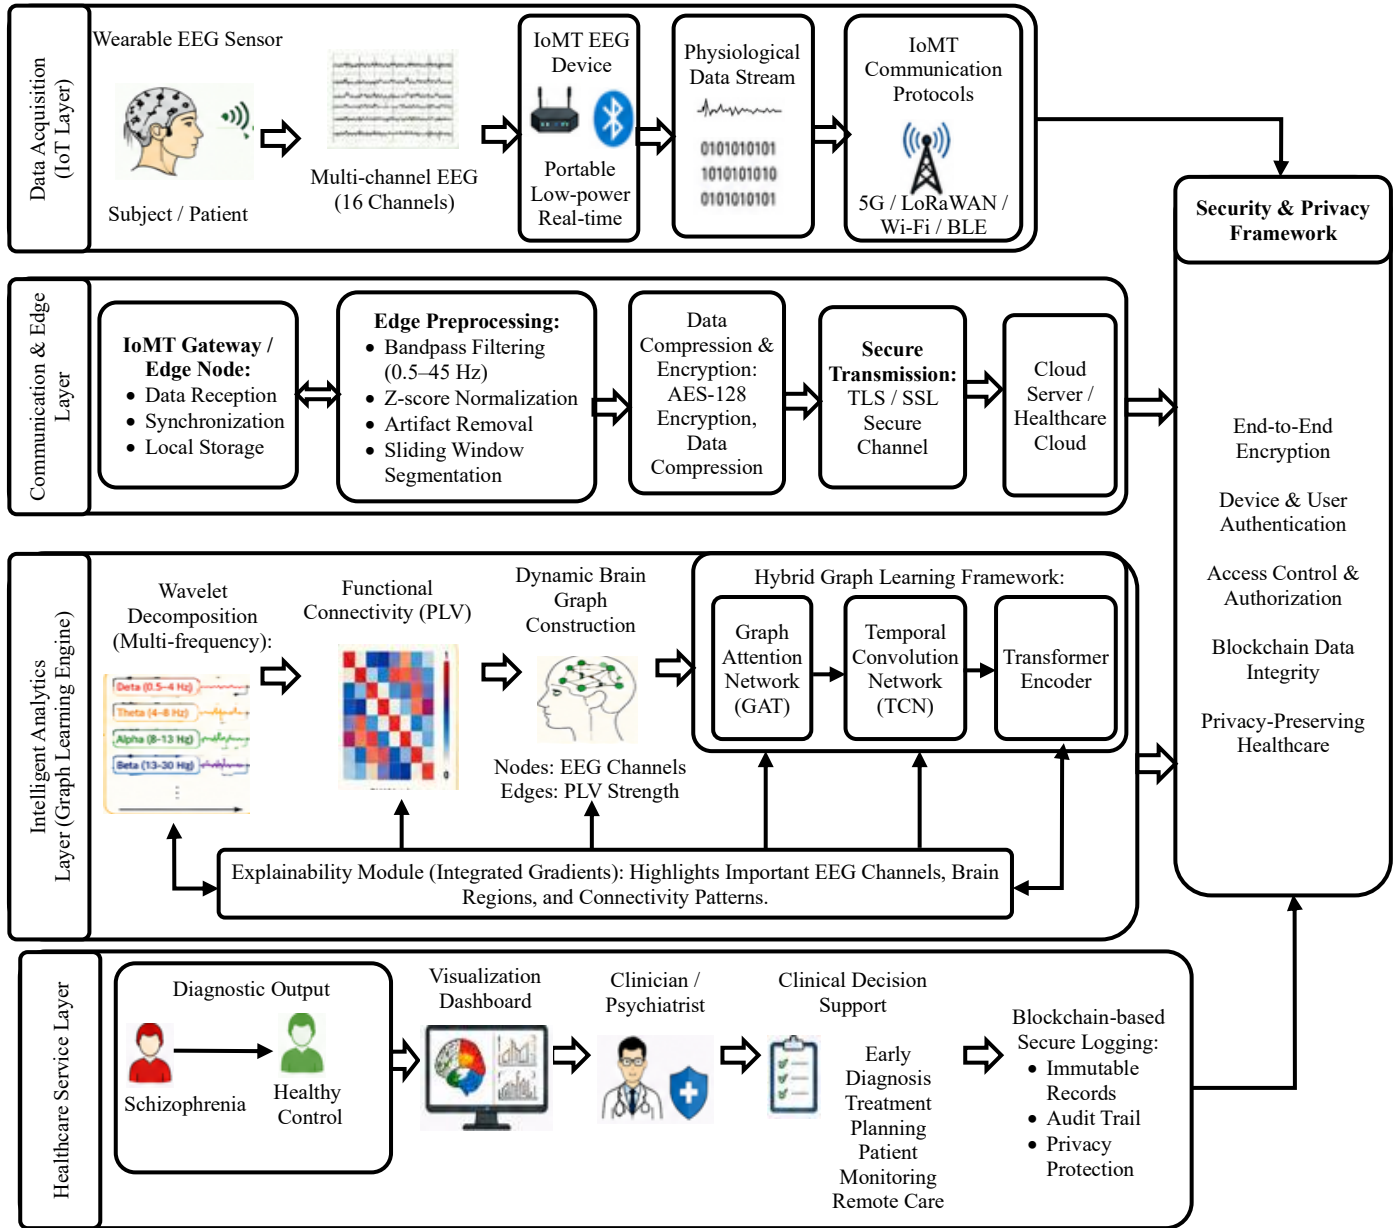 Data Acquisition
(IoT Layer)
Wearable EEG Sensor
Subject / Patient
Multi-channel EEG
(16 Channels)
IoMT EEG
Device
Portable
Low-power
Real-time
Physiological
Data Stream
0101010101
1010101010
0101010101
IoMT
Communication
Protocols
5G / LoRaWAN /
Wi-Fi / BLE
Security & Privacy
Framework
End-to-End
Encryption
Device & User
Authentication
Access Control &
Authorization
Blockchain Data
Integrity
Privacy-Preserving
Healthcare
Communication & Edge
Layer
IoMT Gateway /
Edge Node:
• Data Reception
• Synchronization
• Local Storage
Edge Preprocessing:
• Bandpass Filtering
(0.5–45 Hz)
• Z-score Normalization
• Artifact Removal
• Sliding Window
Segmentation
Data
Compression &
Encryption:
AES-128
Encryption,
Data
Compression
Secure
Transmission:
TLS / SSL
Secure
Channel
Cloud
Server /
Healthcare
Cloud
Intelligent Analytics
Layer (Graph Learning Engine)
Wavelet
Decomposition
(Multi-frequency):
Deta (0.5–4 Hz)
Theta (4–8 Hz)
Alpha (8-13 Hz)
Beta (13-30 Hz)
Functional
Connectivity (PLV)
1
0
Dynamic Brain
Graph
Construction
Nodes: EEG Channels
Edges: PLV Strength
Hybrid Graph Learning Framework:
Graph
Attention
Network
(GAT)
Temporal
Convolution
Network
(TCN)
Transformer
Encoder
Explainability Module (Integrated Gradients): Highlights Important EEG Channels, Brain
Regions, and Connectivity Patterns.
Healthcare Service Layer
Diagnostic Output
Schizophrenia
Healthy
Control
Visualization
Dashboard
Clinician /
Psychiatrist
Clinical Decision
Support
Early
Diagnosis
Treatment
Planning
Patient
Monitoring
Remote Care
Blockchain-based
Secure Logging:
• Immutable
Records
• Audit Trail
• Privacy
Protection